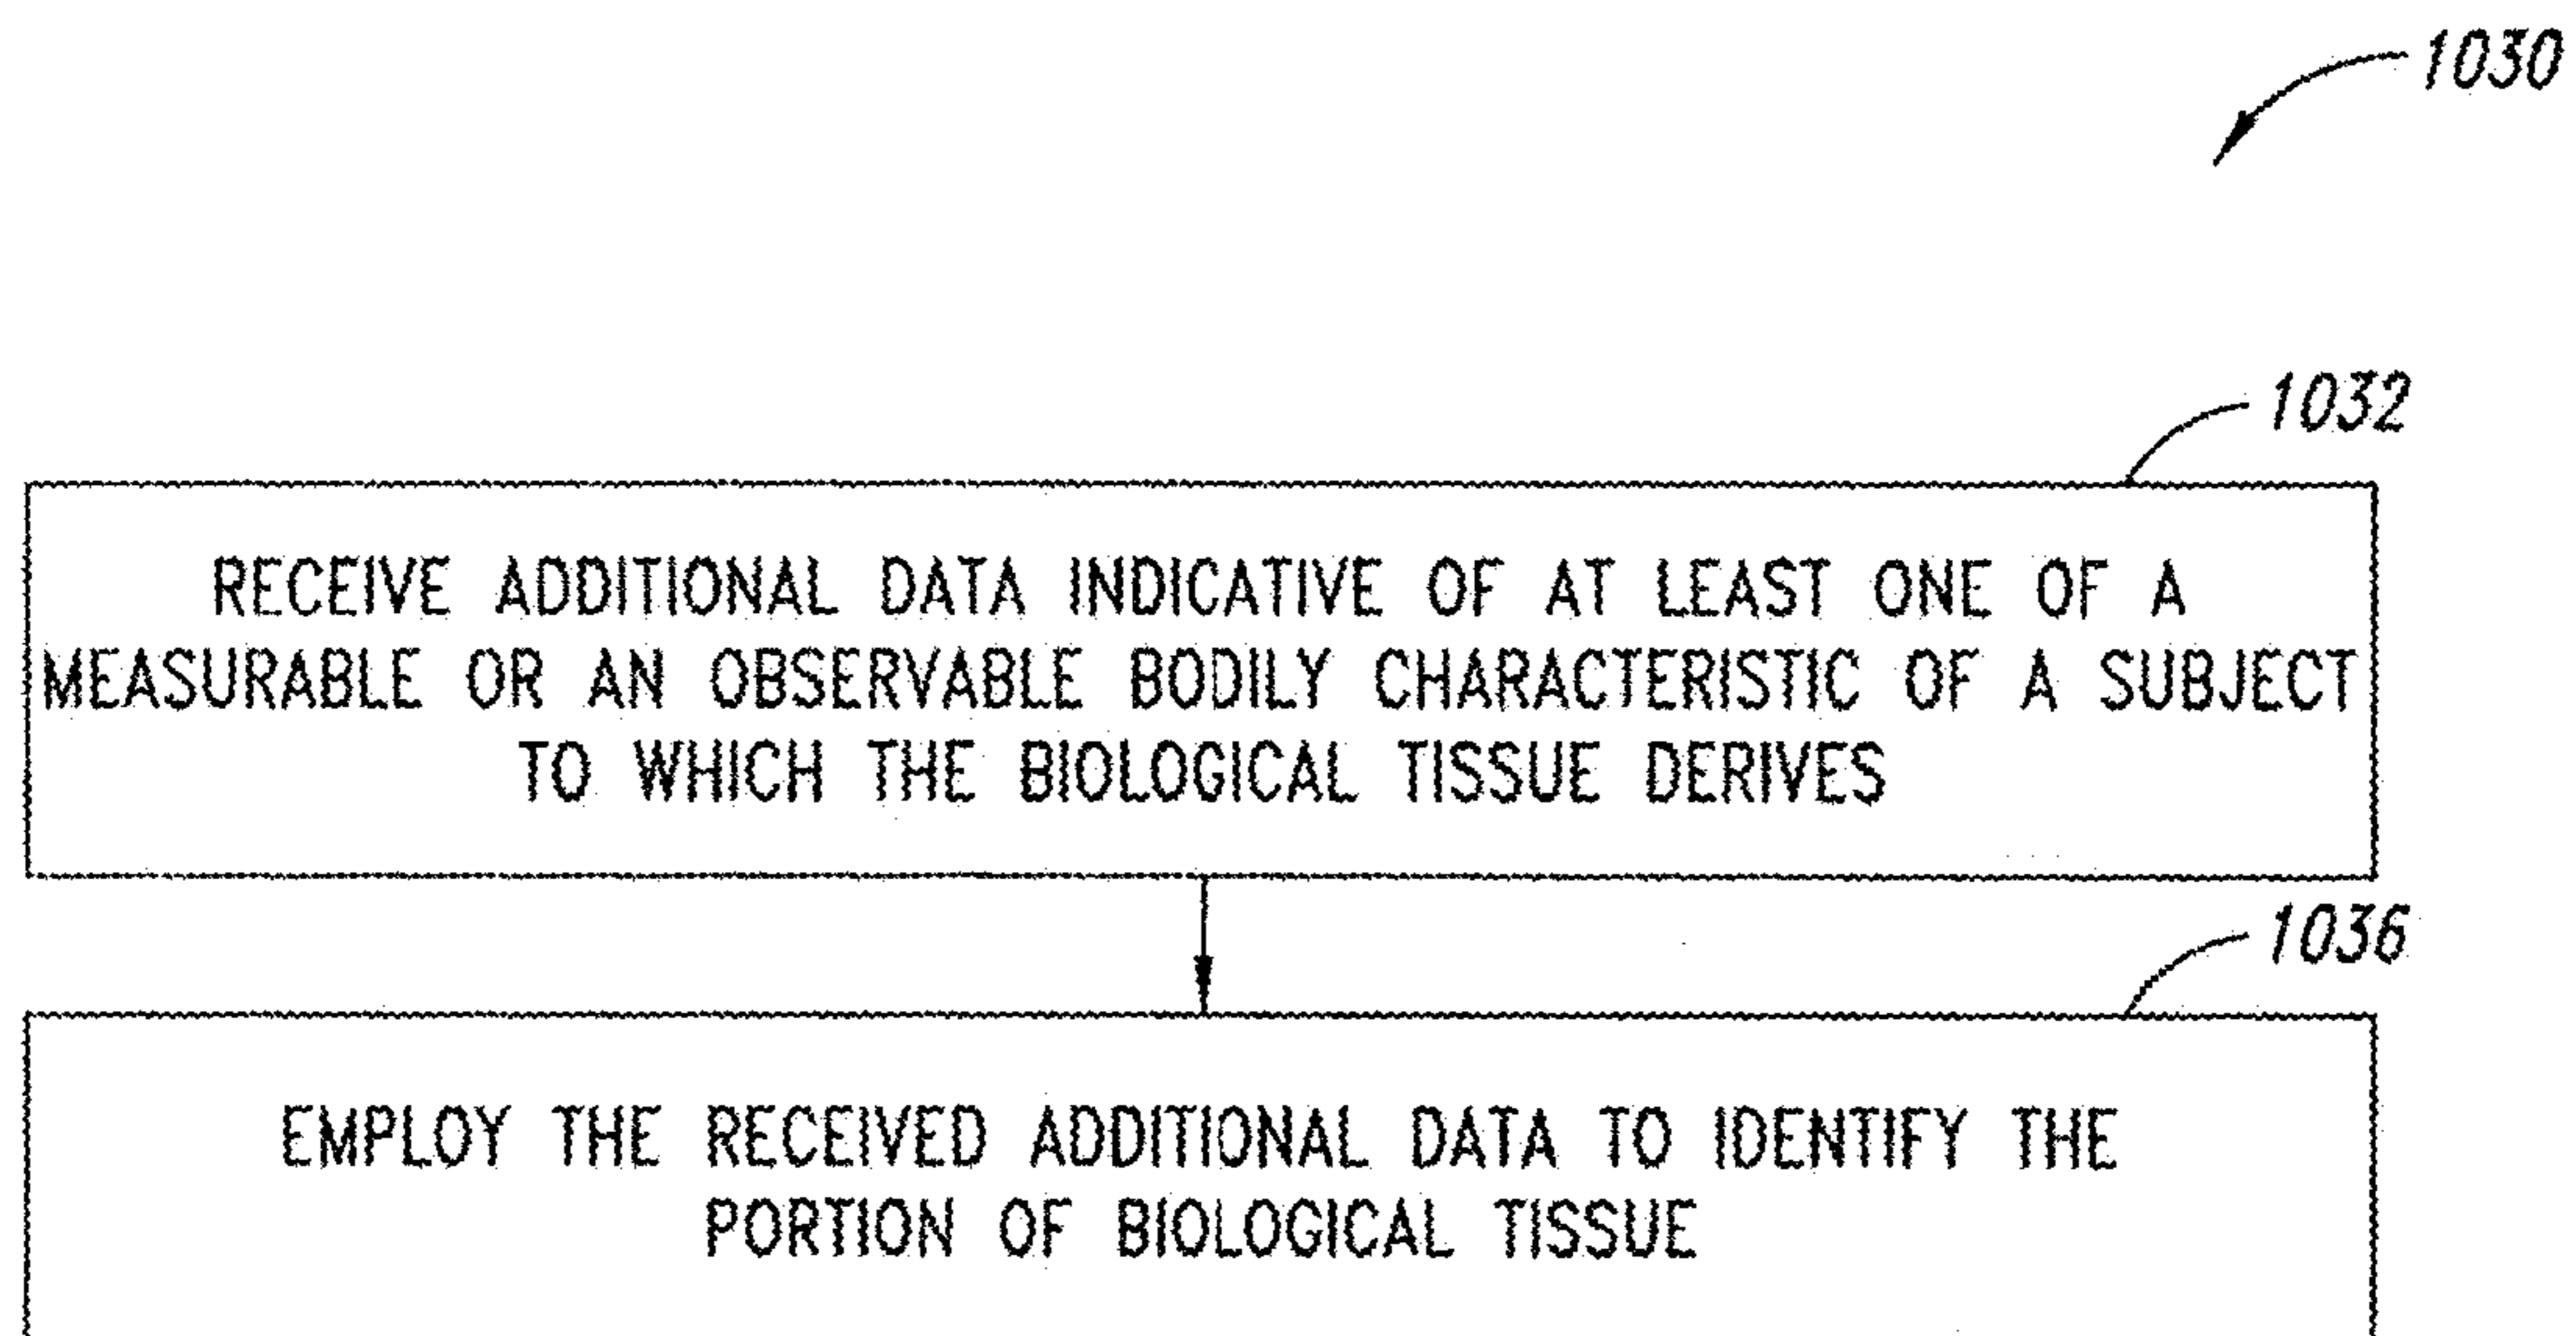 1030
1032
RECEIVE ADDITIONAL DATA INDICATIVE OF AT LEAST ONE OF A
MEASURABLE OR AN OBSERVABLE BODILY CHARACTERISTIC OF A SUBJECT
TO WHICH THE BIOLOGICAL TISSUE DERIVES
1036
EMPLOY THE RECEIVED ADDITIONAL DATA TO IDENTIFY THE
PORTION OF BIOLOGICAL TISSUE